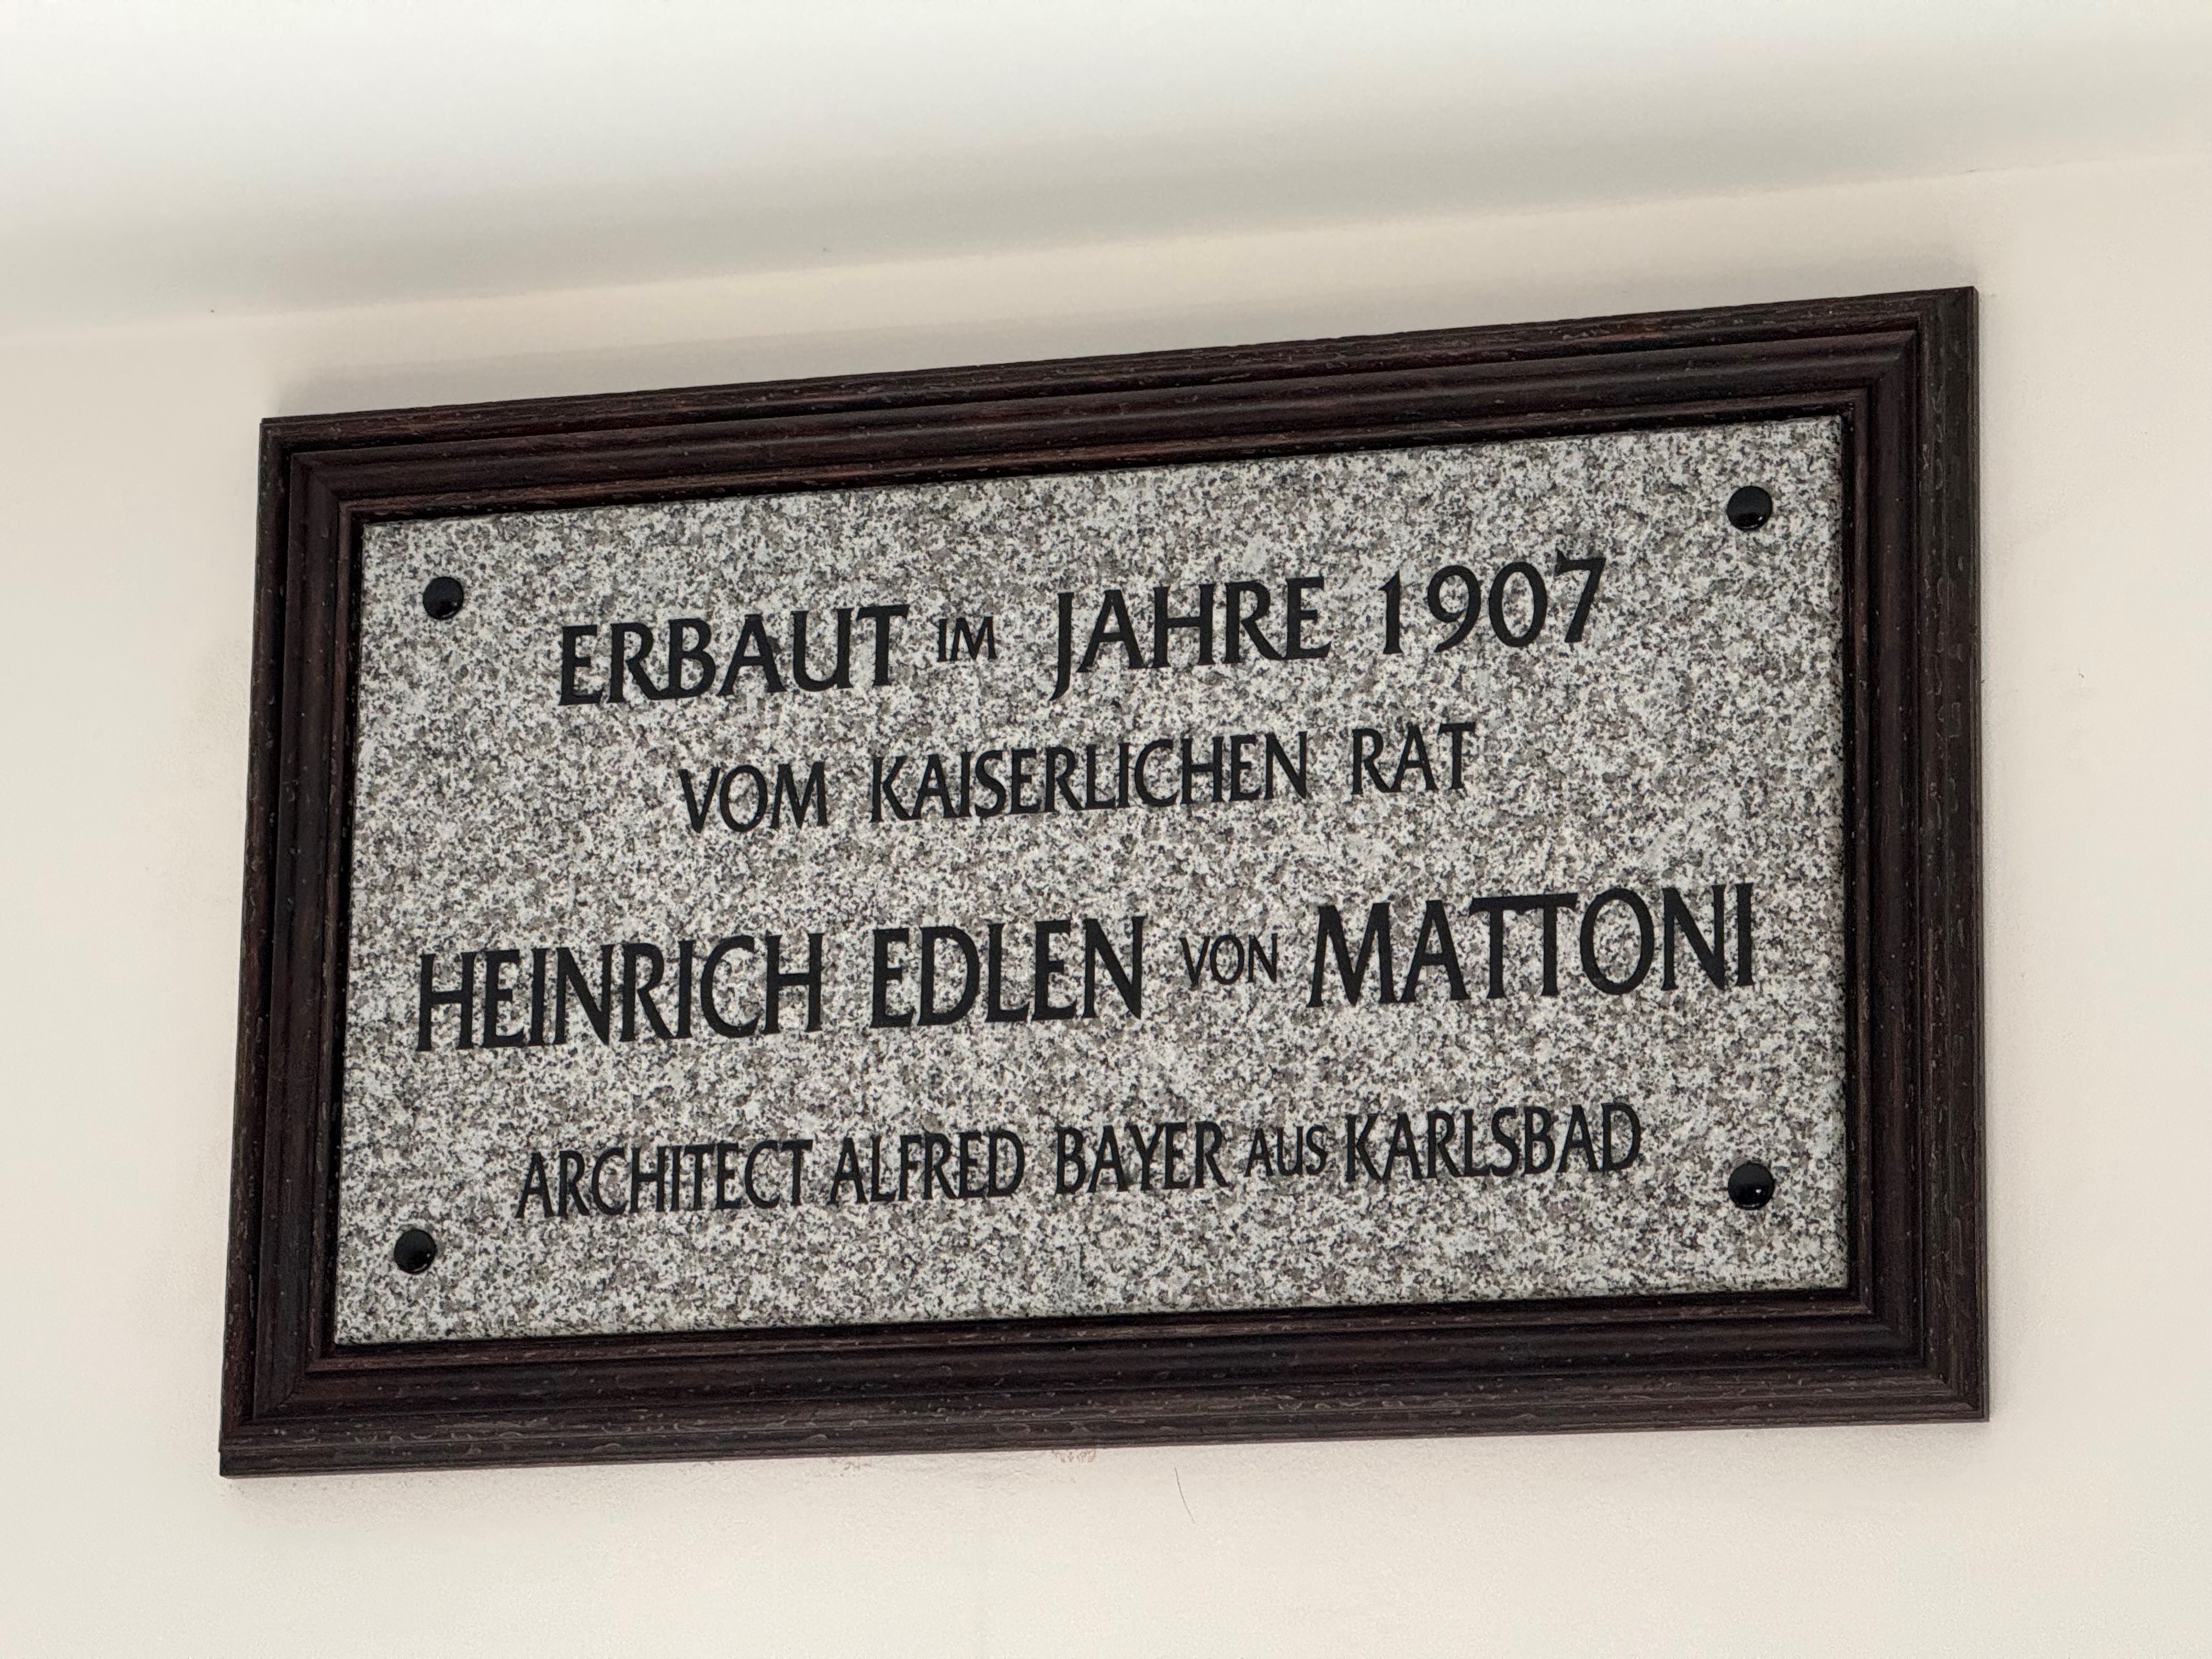 ERBAUT IM JAHRE 1907
VOM KAISERLICHEN RAT
HEINRICH EDLEN VON MATTONI
ARCHITECT ALFRED BAYER AUS KARLSBAD